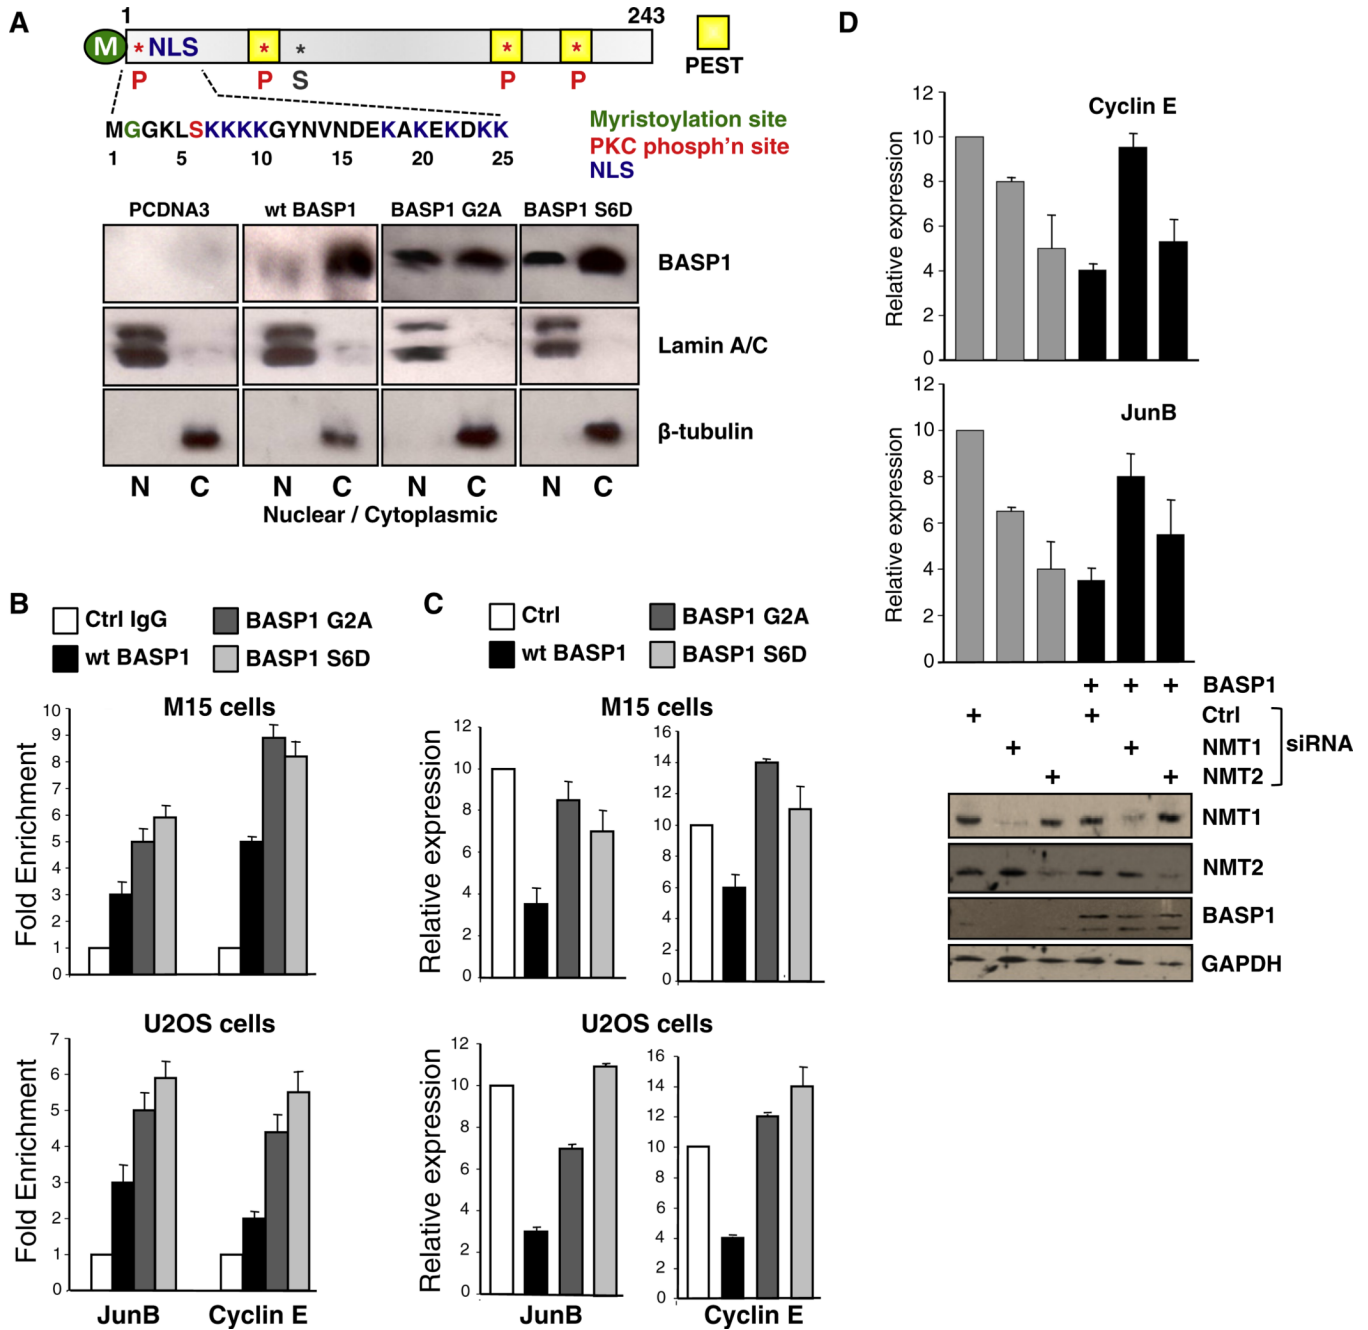 A
1
243
M
* NLS
*
*
*
*
P
P
S
P
P
PEST
MGGKLSKKKKGYNVNDEKAKEKDKK
1 5 10 15 20 25
Myristoylation site
PKC phosph'n site
NLS
PCDNA3 wt BASP1 BASP1 G2A BASP1 S6D
BASP1
Lamin A/C
β-tubulin
N C N C N C N C
Nuclear / Cytoplasmic
B
Ctrl IgG
BASP1 G2A
wt BASP1
BASP1 S6D
M15 cells
Fold Enrichment
10
9
8
7
6
5
4
3
2
1
0
U2OS cells
Fold Enrichment
7
6
5
4
3
2
1
0
JunB Cyclin E
C
Ctrl
BASP1 G2A
wt BASP1
BASP1 S6D
M15 cells
Relative expression
12
10
8
6
4
2
0
16
14
12
10
8
6
4
2
0
U2OS cells
Relative expression
12
10
8
6
4
2
0
16
14
12
10
8
6
4
2
0
JunB Cyclin E
D
Cyclin E
Relative expression
12
10
8
6
4
2
0
JunB
Relative expression
12
10
8
6
4
2
0
+ + + BASP1
+ + Ctrl
+ + NMT1
+ + NMT2
siRNA
NMT1
NMT2
BASP1
GAPDH